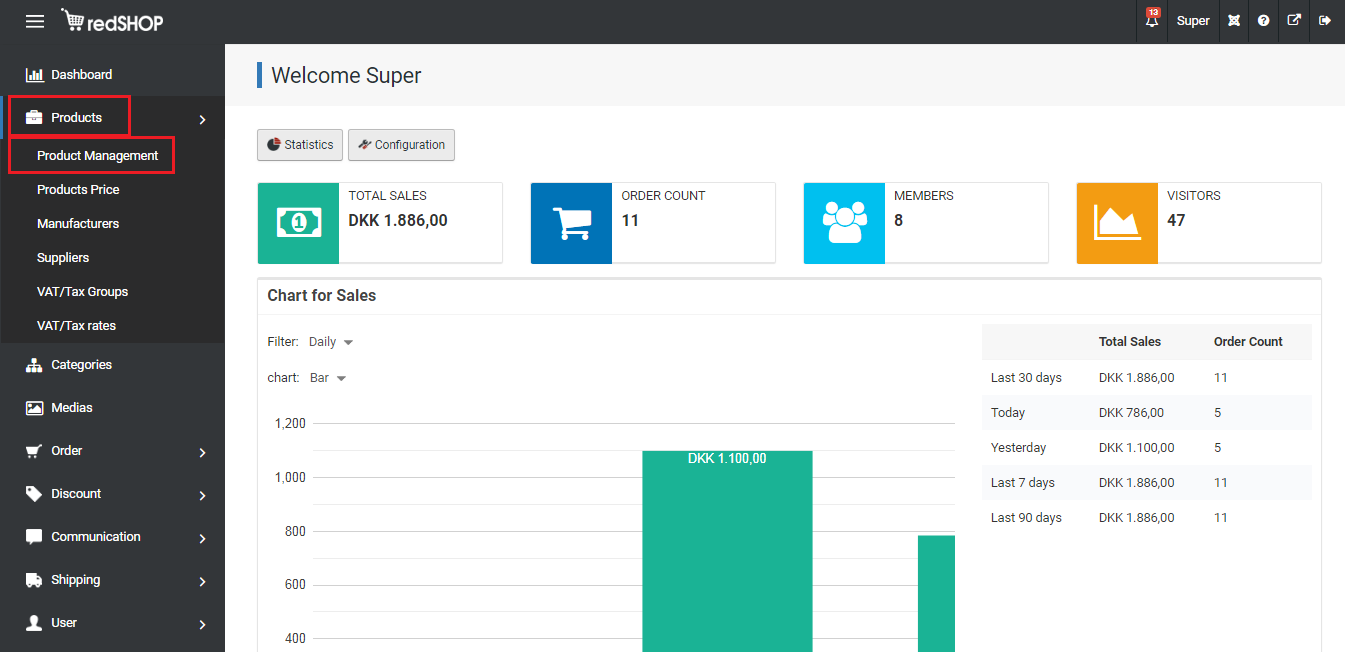 redSHOP
13
Super
Dashboard
Products
Product Management
Products Price
Manufacturers
Suppliers
VAT/Tax Groups
VAT/Tax rates
Categories
Medias
Order
Discount
Communication
Shipping
User
Welcome Super
Statistics
Configuration
1
TOTAL SALES
DKK 1.886,00
ORDER COUNT
11
MEMBERS
8
VISITORS
47
Chart for Sales
Filter: Daily
chart: Bar
1,200
1,000
800
600
400
DKK 1.100,00
Total Sales Order Count
Last 30 days DKK 1.886,00 11
Today DKK 786,00 5
Yesterday DKK 1.100,00 5
Last 7 days DKK 1.886,00 11
Last 90 days DKK 1.886,00 11